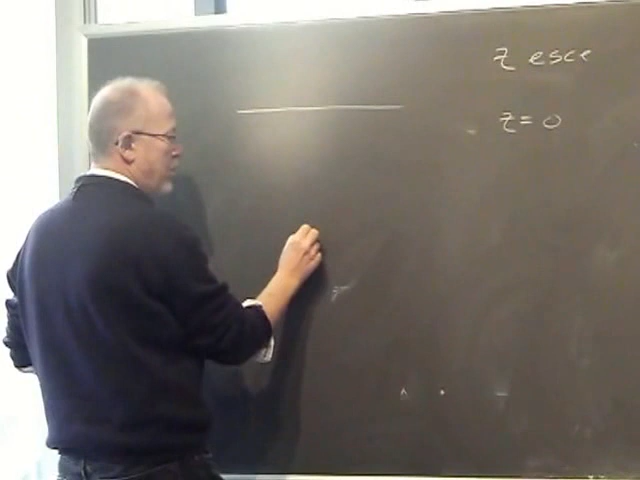 z esce
z = 0